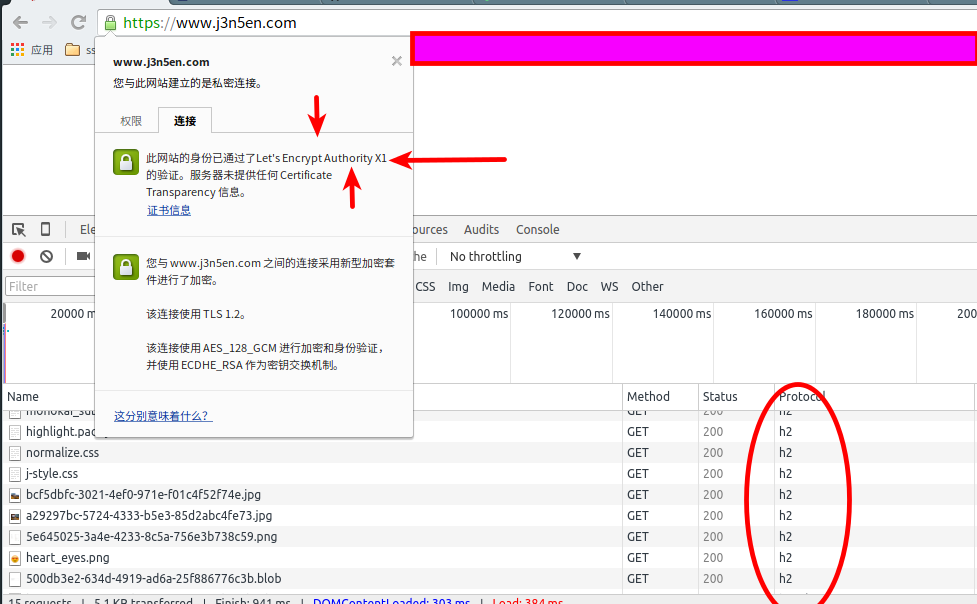 https://www.j3n5en.com
应用
www.j3n5en.com
您与此网站建立的是私密连接。
权限 连接
此网站的身份已通过了Let's Encrypt Authority X1
的验证。服务器未提供任何 Certificate
Transparency 信息。
证书信息
您与 www.j3n5en.com 之间的连接采用新型加密套
件进行了加密。
该连接使用 TLS 1.2。
该连接使用 AES_128_GCM 进行加密和身份验证，
并使用 ECDHE_RSA 作为密钥交换机制。
这分别意味着什么？
Ele ources Audits Console
he No throttling
Filter CSS Img Media Font Doc WS Other
20000 m 100000 ms 120000 ms 140000 ms 160000 ms 180000 ms 200
Name Method Status Protocol
GET 200 h2
highlight.pac GET 200 h2
normalize.css GET 200 h2
j-style.css GET 200 h2
bcf5dbfc-3021-4ef0-971e-f01c4f52f74e.jpg GET 200 h2
a29297bc-5724-4333-b5e3-85d2abc4fe73.jpg GET 200 h2
5e645025-3a4e-4233-8c5a-756e3b738c59.png GET 200 h2
heart_eyes.png GET 200 h2
500db3e2-634d-4919-ad6a-25f886776c3b.blob GET 200 h2
15 requests | 5.1 KB transferred | Finish: 941 ms | DOMContentLoaded: 303 ms | Load: 384 ms